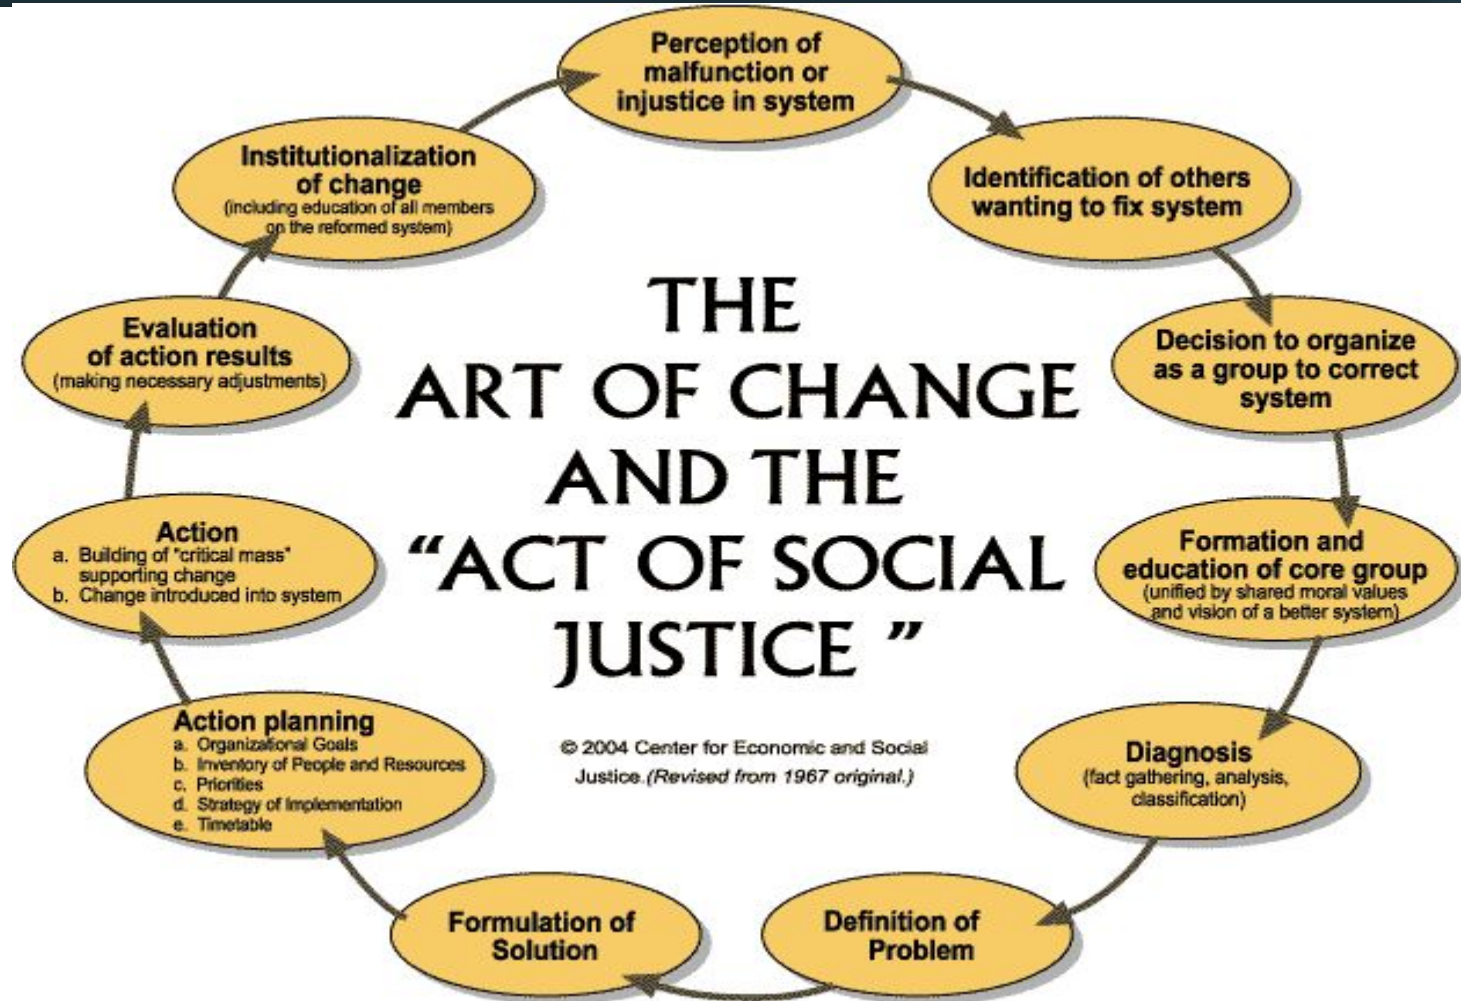 Perception of
malfunction or
injustice in system
Identification of others
wanting to fix system
Decision to organize
as a group to correct
system
Formation and
education of core group
(unified by shared moral values
and vision of a better system)
Diagnosis
(fact gathering, analysis,
classification)
Definition of
Problem
Formulation of
Solution
Action planning
a. Organizational Goals
b. Inventory of People and Resources
c. Priorities
d. Strategy of Implementation
e. Timetable
Action
a. Building of "critical mass"
supporting change
b. Change introduced into system
Evaluation
of action results
(making necessary adjustments)
Institutionalization
of change
(including education of all members
on the reformed system)
THE
ART OF CHANGE
AND THE
“ACT OF SOCIAL
JUSTICE ”
© 2004 Center for Economic and Social
Justice.(Revised from 1967 original.)